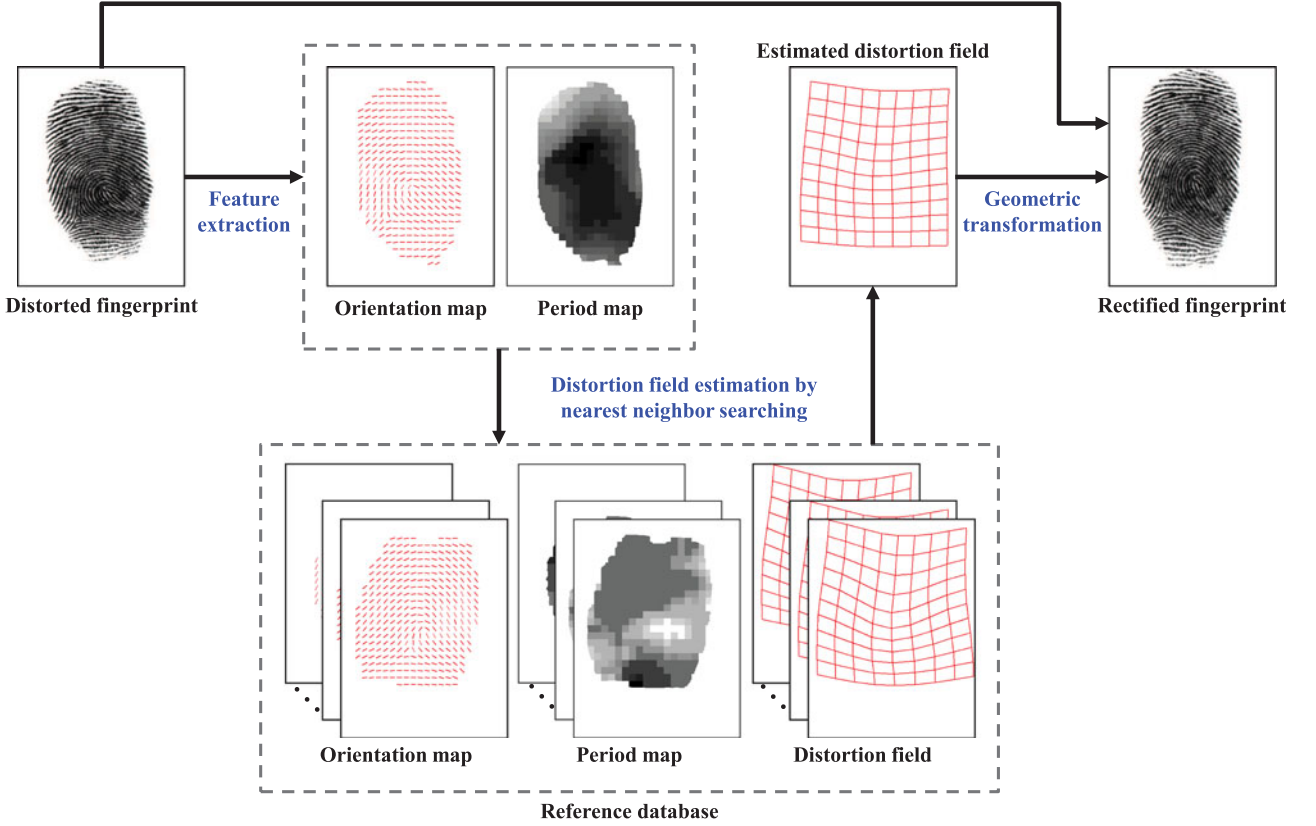 Estimated distortion field
Feature
extraction
Geometric
transformation
Distorted fingerprint
Orientation map
Period map
Rectified fingerprint
Distortion field estimation by
nearest neighbor searching
Orientation map
Period map
Distortion field
Reference database